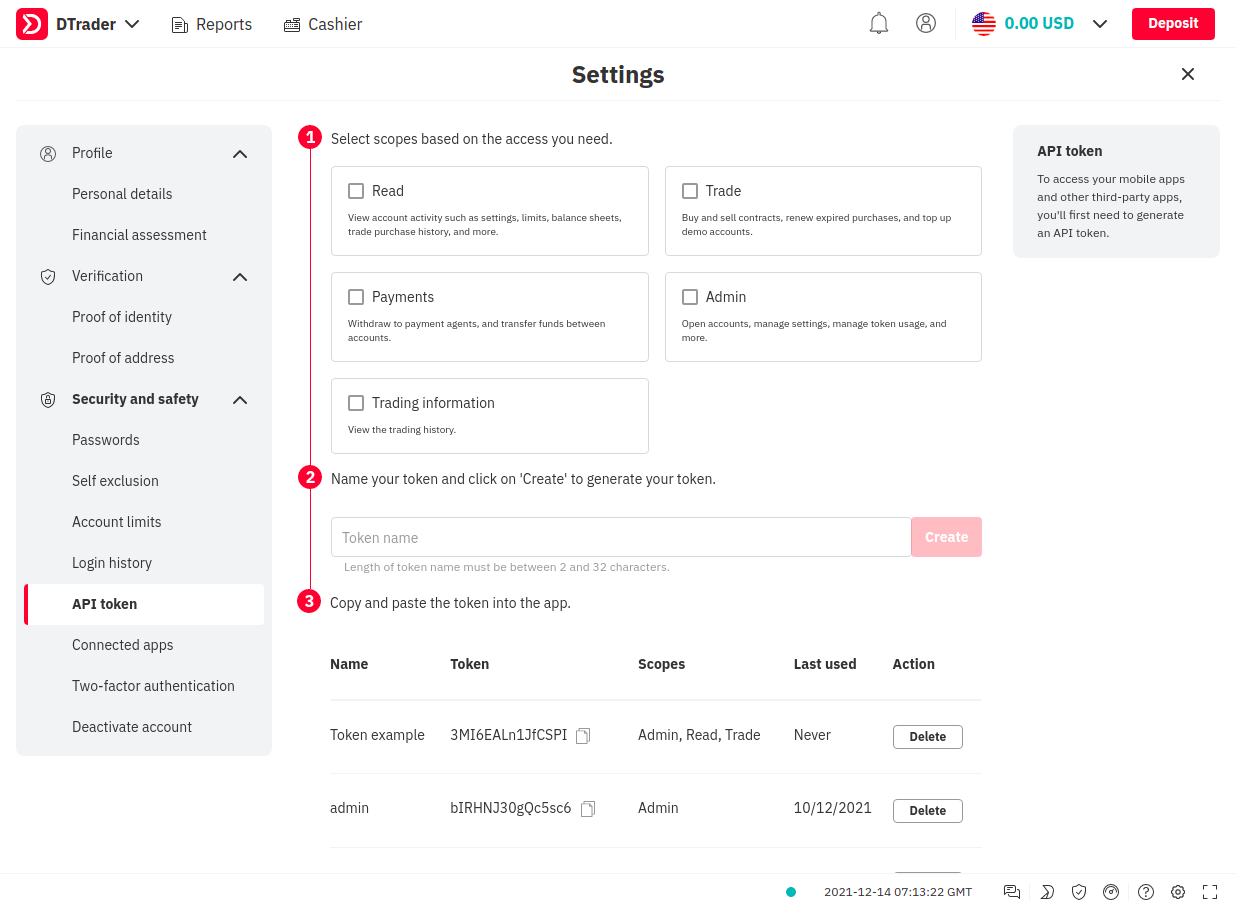 DTrader
Reports
Cashier
0.00 USD
Deposit
Settings
Profile
Personal details
Financial assessment
Verification
Proof of identity
Proof of address
Security and safety
Passwords
Self exclusion
Account limits
Login history
API token
Connected apps
Two-factor authentication
Deactivate account
1
Select scopes based on the access you need.
Read
View account activity such as settings, limits, balance sheets,
trade purchase history, and more.
Trade
Buy and sell contracts, renew expired purchases, and top up
demo accounts.
Payments
Withdraw to payment agents, and transfer funds between
accounts.
Admin
Open accounts, manage settings, manage token usage, and
more.
Trading information
View the trading history.
2
Name your token and click on 'Create' to generate your token.
Token name
Create
Length of token name must be between 2 and 32 characters.
3
Copy and paste the token into the app.
Name Token Scopes Last used Action
Token example 3MI6EALn1JfCSPI Admin, Read, Trade Never Delete
admin bIRHNJ30gQc5sc6 Admin 10/12/2021 Delete
API token
To access your mobile apps
and other third-party apps,
you'll first need to generate
an API token.
2021-12-14 07:13:22 GMT